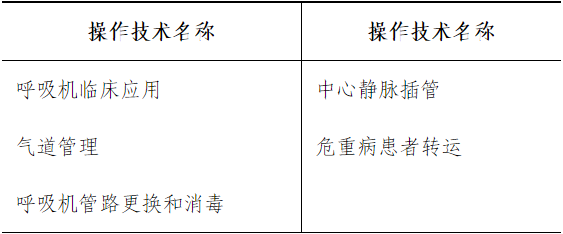 操作技术名称 操作技术名称
呼吸机临床应用 中心静脉插管
气道管理 危重病患者转运
呼吸机管路更换和消毒